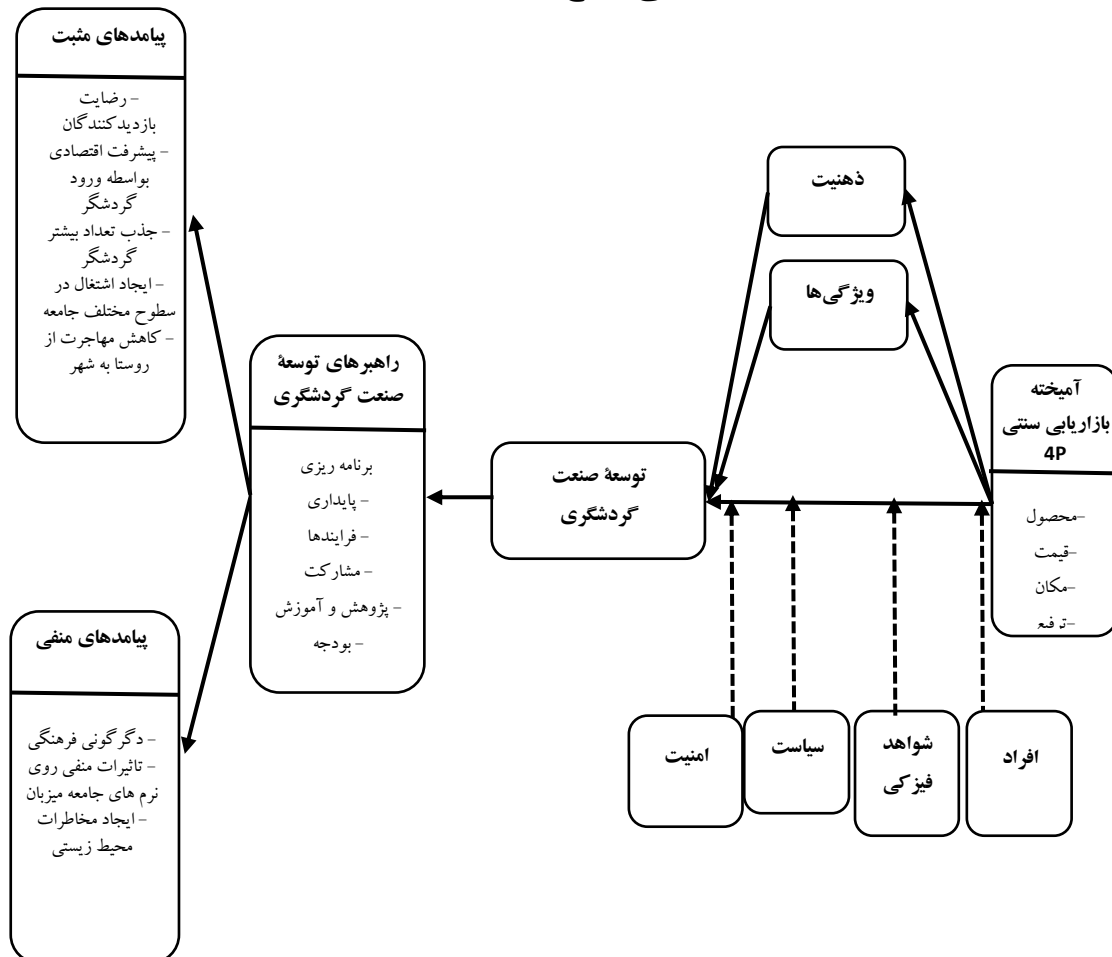 آمیخته
بازاریابی سنتی
4P
-محصول
-قیمت
-مکان
-ترفیع
ذهنیت
ویژگی‌ها
افراد
شواهد
فیزکی
سیاست
امنیت
توسعهٔ صنعت
گردشگری
راهبرهای توسعهٔ
صنعت گردشگری
برنامه ریزی
- پایداری
- فرایندها
- مشارکت
- پژوهش و آموزش
- بودجه
پیامدهای مثبت
- رضایت
بازدیدکنندگان
- پیشرفت اقتصادی
بواسطه ورود
گردشگر
- جذب تعداد بیشتر
گردشگر
- ایجاد اشتغال در
سطوح مختلف جامعه
- کاهش مهاجرت از
روستا به شهر
پیامدهای منفی
- دگرگونی فرهنگی
- تاثیرات منفی روی
نرم های جامعه میزبان
- ایجاد مخاطرات
محیط زیستی